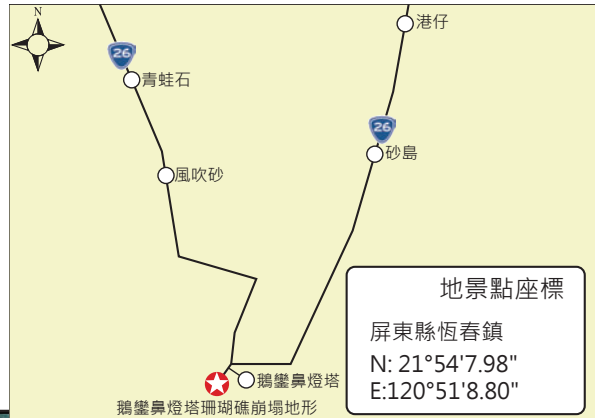 N
港仔
26
青蛙石
26
砂島
風吹砂
地景點座標
屏東縣恆春鎮
N: 21°54'7.98"
E:120°51'8.80"
鵝鑾鼻燈塔
鵝鑾鼻燈塔珊瑚礁崩塌地形